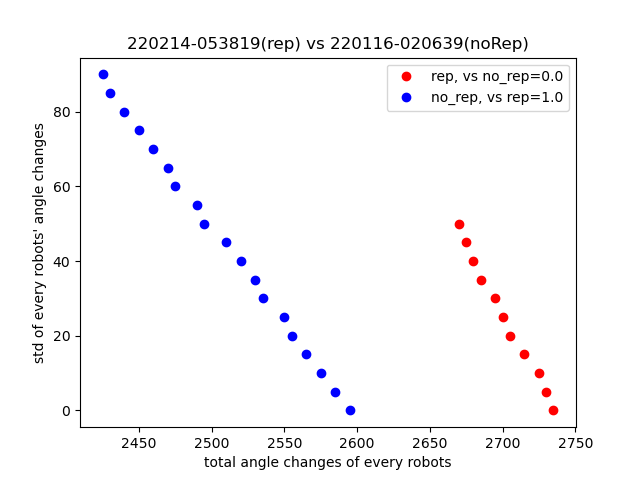 220214-053819(rep) vs 220116-020639(noRep)
rep, vs no_rep=0.0
no_rep, vs rep=1.0
80
60
40
20
0
std of every robots' angle changes
2450 2500 2550 2600 2650 2700 2750
total angle changes of every robots